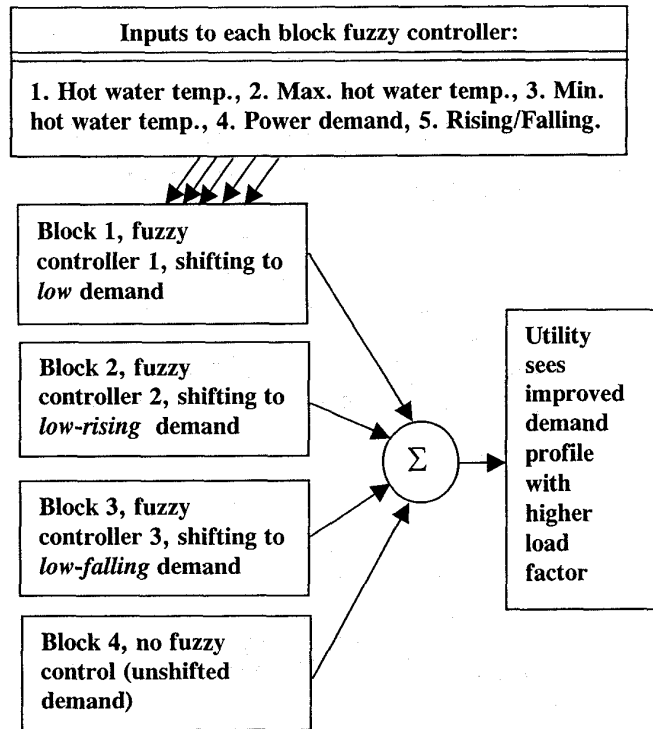 Inputs to each block fuzzy controller:
1. Hot water temp., 2. Max. hot water temp., 3. Min.
hot water temp., 4. Power demand, 5. Rising/Falling.
Block 1, fuzzy
controller 1, shifting to
low demand
Block 2, fuzzy
controller 2, shifting to
low-rising demand
Block 3, fuzzy
controller 3, shifting to
low-falling demand
Block 4, no fuzzy
control (unshifted
demand)
Σ
Utility
sees
improved
demand
profile
with
higher
load
factor